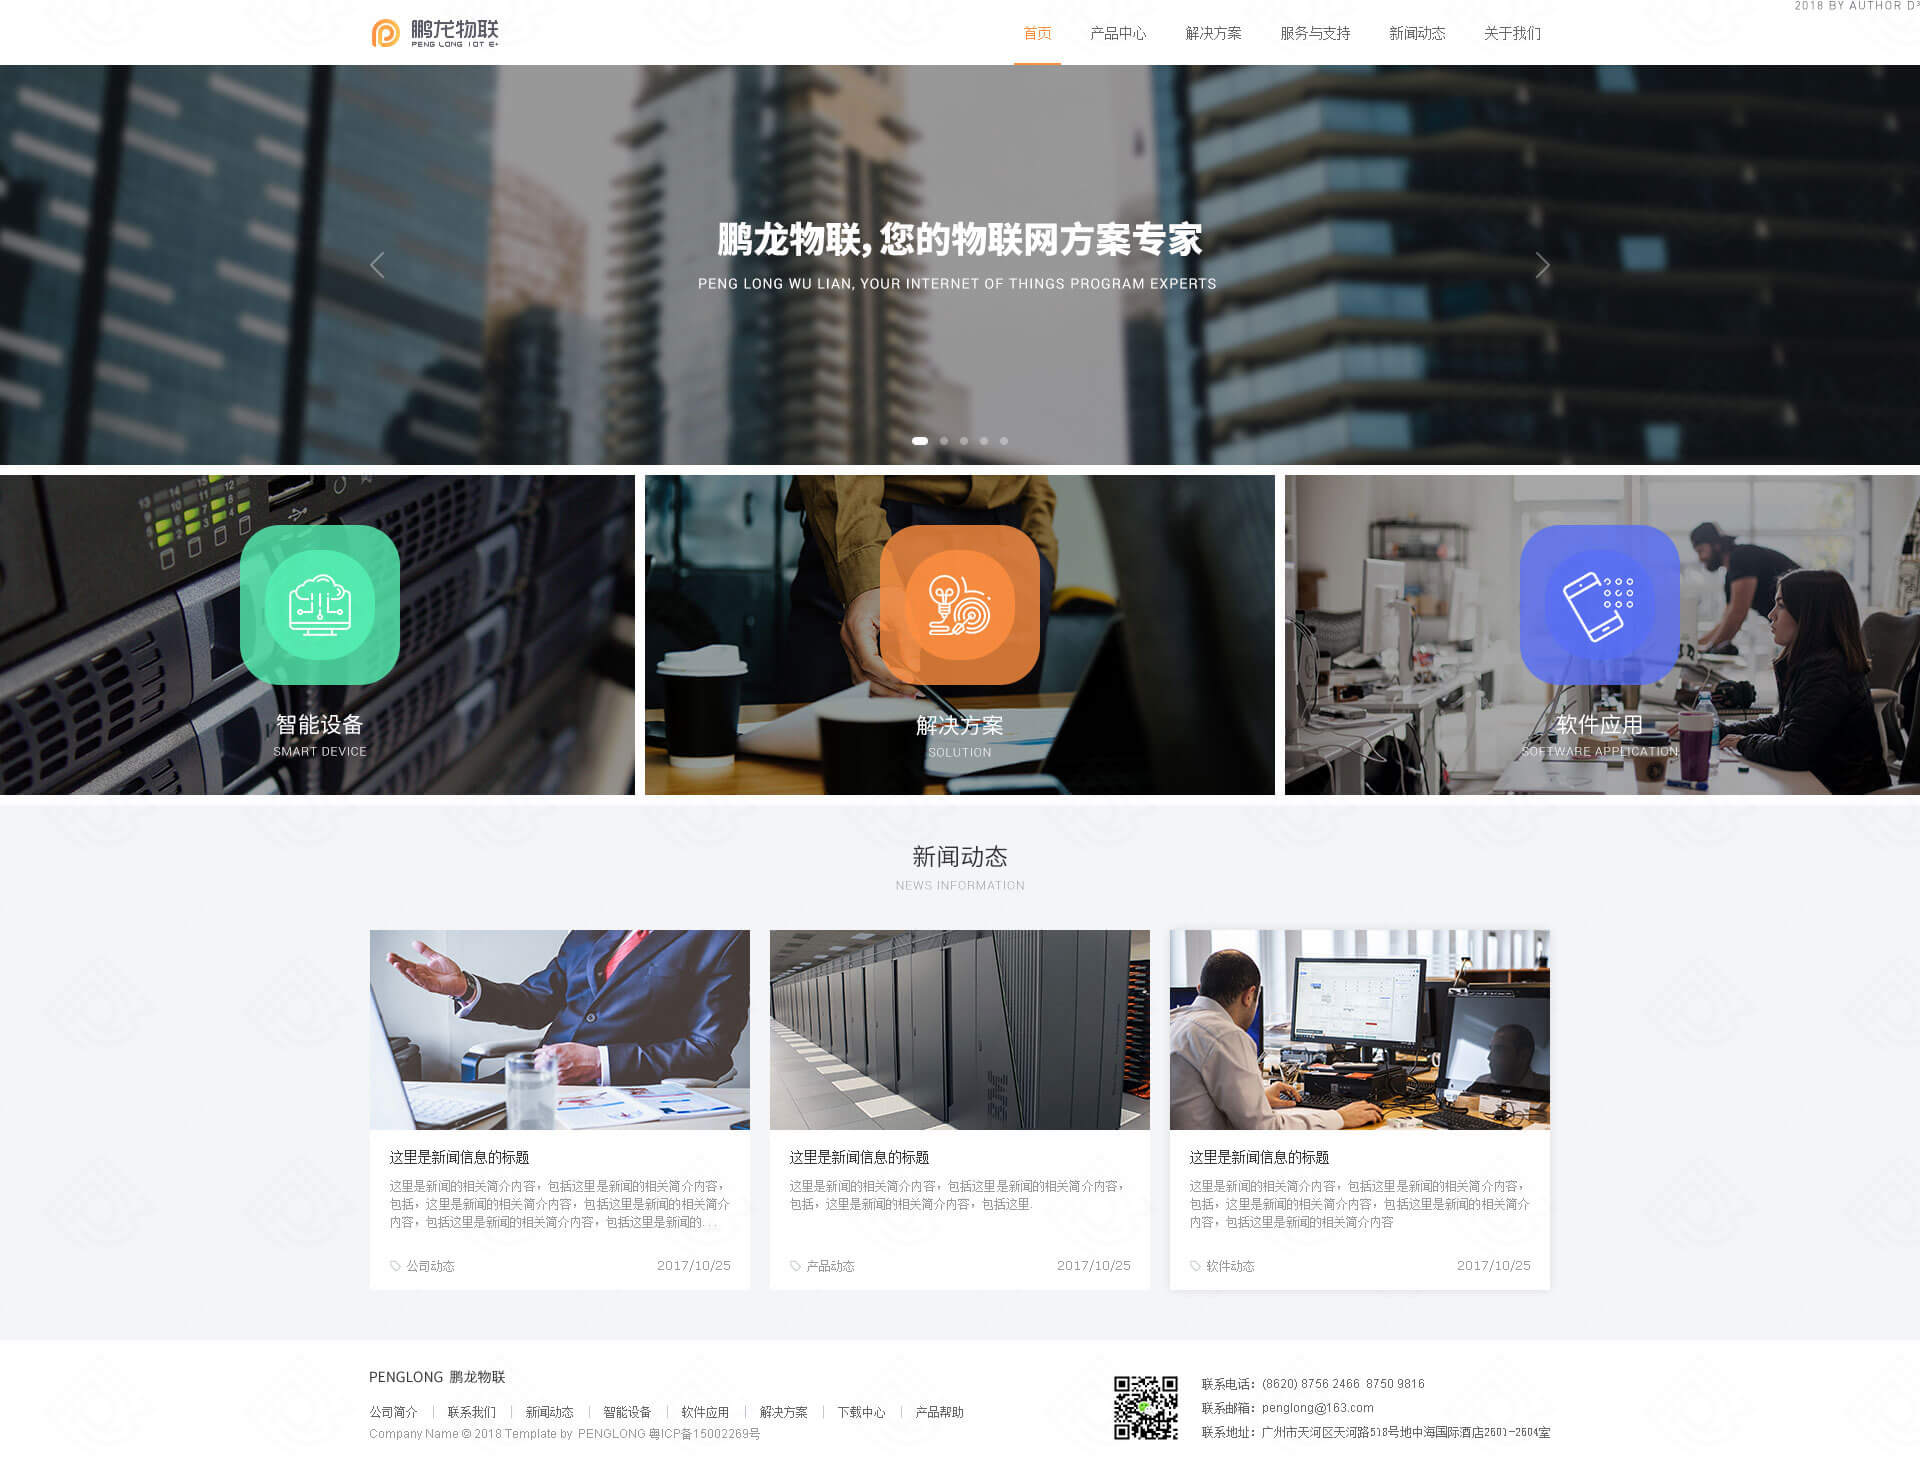 2018 BY AUTHOR D
鹏龙物联
PENG LONG IOT E+
首页
产品中心
解决方案
服务与支持
新闻动态
关于我们
鹏龙物联，您的物联网方案专家
PENG LONG WU LIAN, YOUR INTERNET OF THINGS PROGRAM EXPERTS
智能设备
SMART DEVICE
解决方案
SOLUTION
软件应用
SOFTWARE APPLICATION
新闻动态
NEWS INFORMATION
这里是新闻信息的标题
这里是新闻的相关简介内容，包括这里是新闻的相关简介内容，
包括，这里是新闻的相关简介内容，包括这里是新闻的相关简介
内容，包括这里是新闻的相关简介内容，包括这里是新闻的...
公司动态
2017/10/25
这里是新闻信息的标题
这里是新闻的相关简介内容，包括这里是新闻的相关简介内容，
包括，这里是新闻的相关简介内容，包括这里.
产品动态
2017/10/25
这里是新闻信息的标题
这里是新闻的相关简介内容，包括这里是新闻的相关简介内容，
包括，这里是新闻的相关简介内容，包括这里是新闻的相关简介
内容，包括这里是新闻的相关简介内容
软件动态
2017/10/25
PENGLONG 鹏龙物联
公司简介 | 联系我们 | 新闻动态 | 智能设备 | 软件应用 | 解决方案 | 下载中心 | 产品帮助
Company Name © 2018 Template by PENGLONG 粤ICP备15002269号
联系电话：(8620) 8756 2466 8750 9816
联系邮箱：penglong@163.com
联系地址：广州市天河区天河路518号地中海国际酒店2601-2604室